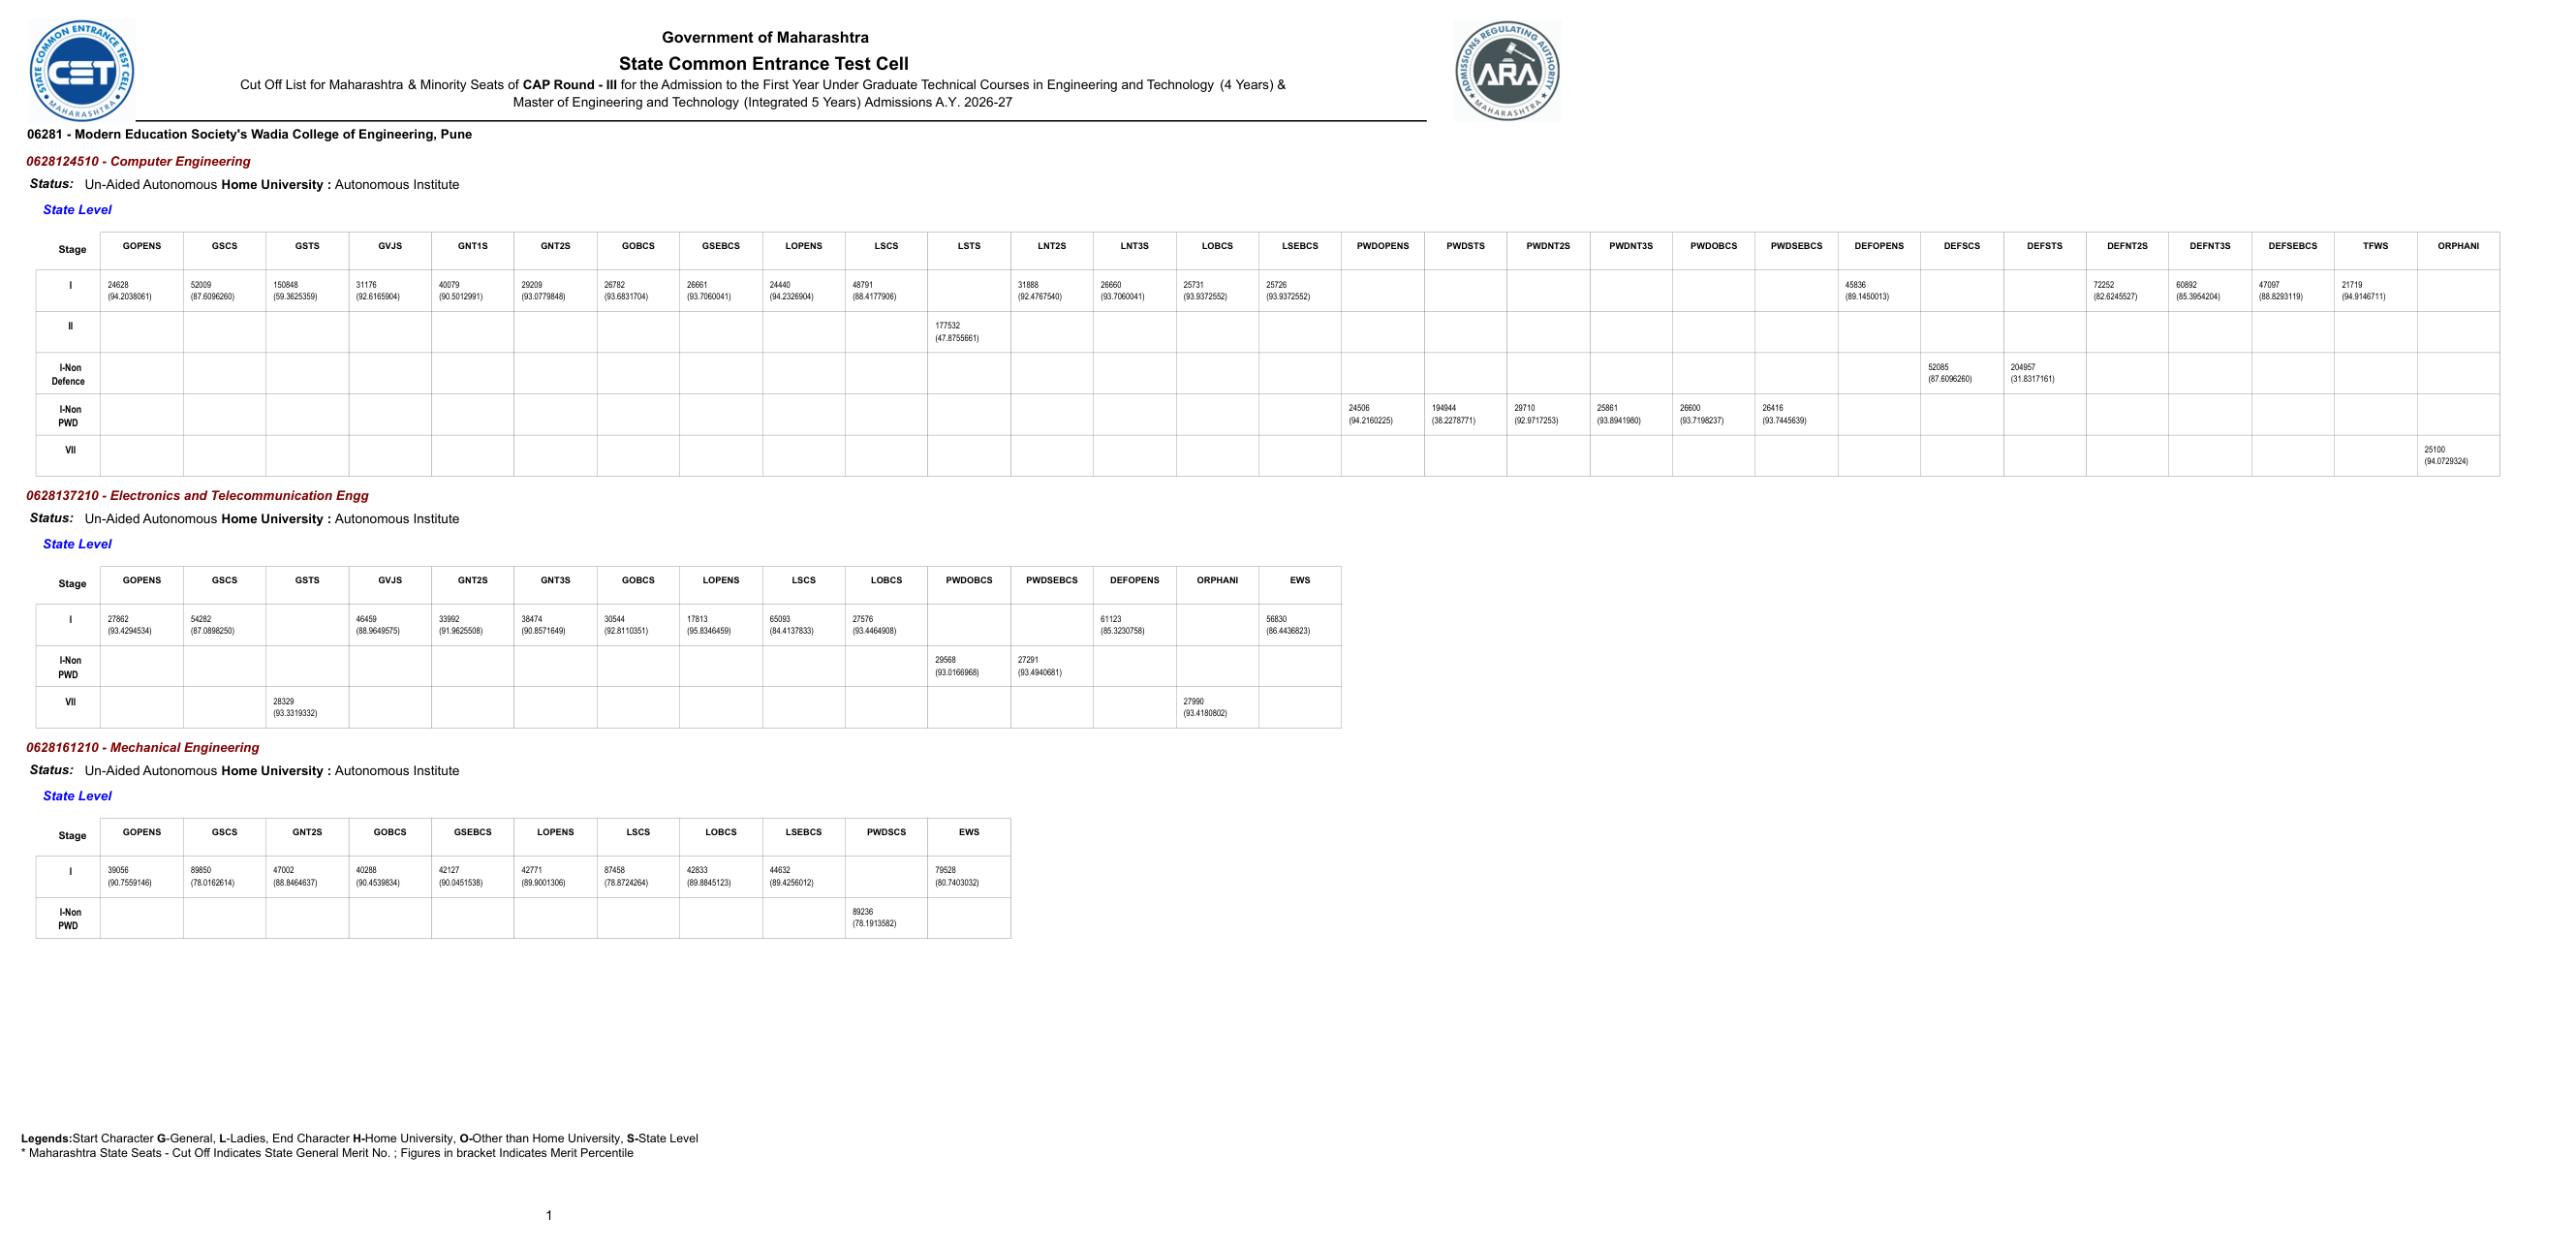 STATE COMMON ENTRANCE TEST CELL
CET
MAHARASHTRA
Government of Maharashtra
State Common Entrance Test Cell
Cut Off List for Maharashtra & Minority Seats of CAP Round - III for the Admission to the First Year Under Graduate Technical Courses in Engineering and Technology (4 Years) &
Master of Engineering and Technology (Integrated 5 Years) Admissions A.Y. 2026-27
ADMISSIONS REGULATING AUTHORITY
ARA
MAHARASHTRA
06281 - Modern Education Society's Wadia College of Engineering, Pune
0628124510 - Computer Engineering
Status: Un-Aided Autonomous Home University : Autonomous Institute
State Level
Stage GOPENS GSCS GSTS GVJS GNT1S GNT2S GOBCS GSEBCS LOPENS LSCS LSTS LNT2S LNT3S LOBCS LSEBCS PWDOPENS PWDSTS PWDNT2S PWDNT3S PWDOBCS PWDSEBCS DEFOPENS DEFSCS DEFSTS DEFNT2S DEFNT3S DEFSEBCS TFWS ORPHANI
I 24628 52009 150848 31176 40079 29209 26782 26661 24440 48791 31888 26660 25731 25726 45836 72252 60892 47097 21719
(94.2038061) (87.6096260) (59.3625359) (92.6165904) (90.5012991) (93.0779848) (93.6831704) (93.7060041) (94.2326904) (88.4177906) (92.4767540) (93.7060041) (93.9372552) (93.9372552) (89.1450013) (82.6245527) (85.3954204) (88.8293119) (94.9146711)
II 177532
(47.8755661)
I-Non 52085 204957
Defence (87.6096260) (31.8317161)
I-Non 24506 194944 29710 25861 26600 26416
PWD (94.2160225) (38.2278771) (92.9717253) (93.8941980) (93.7198237) (93.7445639)
VII 25100
(94.0729324)
0628137210 - Electronics and Telecommunication Engg
Status: Un-Aided Autonomous Home University : Autonomous Institute
State Level
Stage GOPENS GSCS GSTS GVJS GNT2S GNT3S GOBCS LOPENS LSCS LOBCS PWDOBCS PWDSEBCS DEFOPENS ORPHANI EWS
I 27862 54282 46459 33992 38474 30544 17813 65093 27576 61123 56830
(93.4294534) (87.0898250) (88.9649575) (91.9625508) (90.8571649) (92.8110351) (95.8346459) (84.4137833) (93.4464908) (85.3230758) (86.4436823)
I-Non 29568 27291
PWD (93.0166968) (93.4940681)
VII 28329 27990
(93.3319332) (93.4180802)
0628161210 - Mechanical Engineering
Status: Un-Aided Autonomous Home University : Autonomous Institute
State Level
Stage GOPENS GSCS GNT2S GOBCS GSEBCS LOPENS LSCS LOBCS LSEBCS PWDSCS EWS
I 39056 89850 47002 40288 42127 42771 87458 42833 44632 79528
(90.7559146) (78.0162614) (88.8464637) (90.4539834) (90.0451538) (89.9001306) (78.8724264) (89.8845123) (89.4256012) (80.7403032)
I-Non 89236
PWD (78.1913582)
Legends:Start Character G-General, L-Ladies, End Character H-Home University, O-Other than Home University, S-State Level
* Maharashtra State Seats - Cut Off Indicates State General Merit No. ; Figures in bracket Indicates Merit Percentile
1